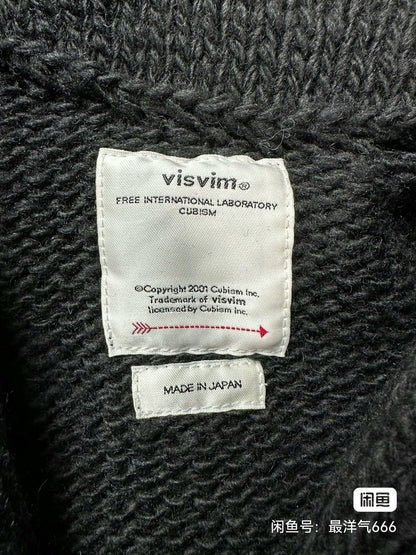 visvim®
FREE INTERNATIONAL LABORATORY
CUBISM
©Copyright 2001 Cubism Inc.
Trademark of visvim
licensed by Cubism Inc.
MADE IN JAPAN
闲鱼
闲鱼号：最洋气666